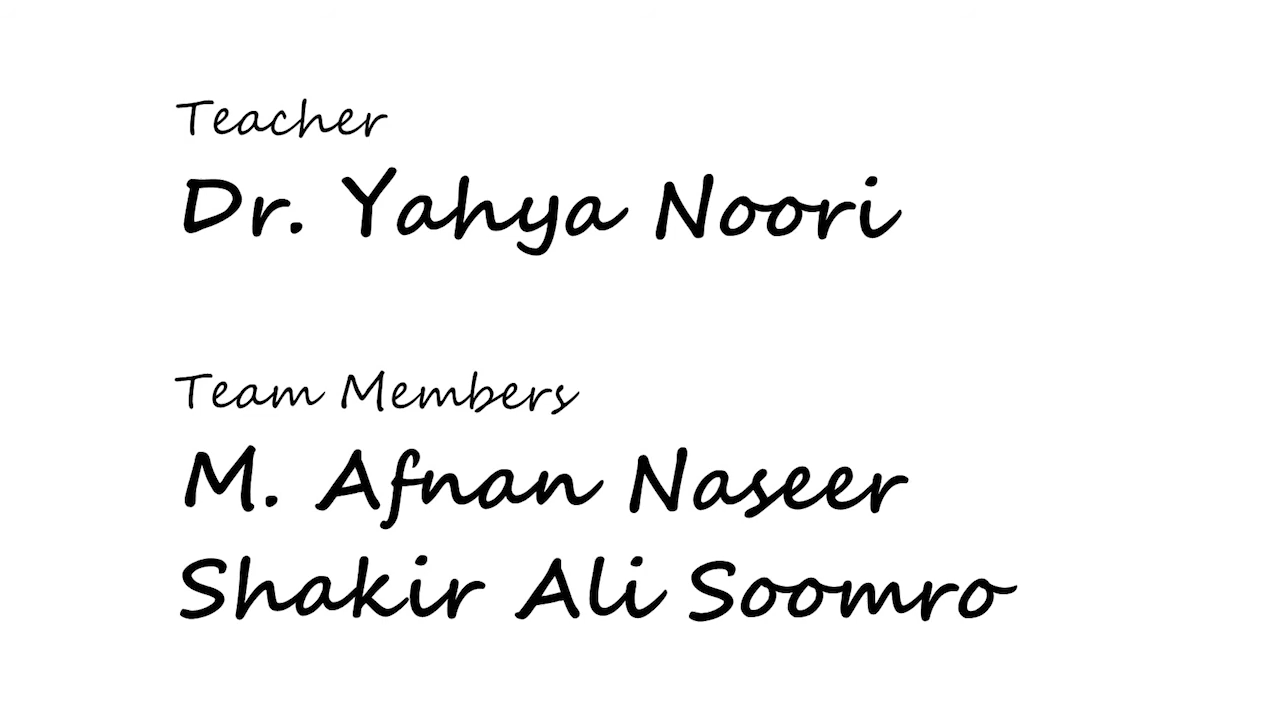 Teacher
Dr. Yahya Noori
Team Members
M. Afnan Naseer
Shakir Ali Soomro